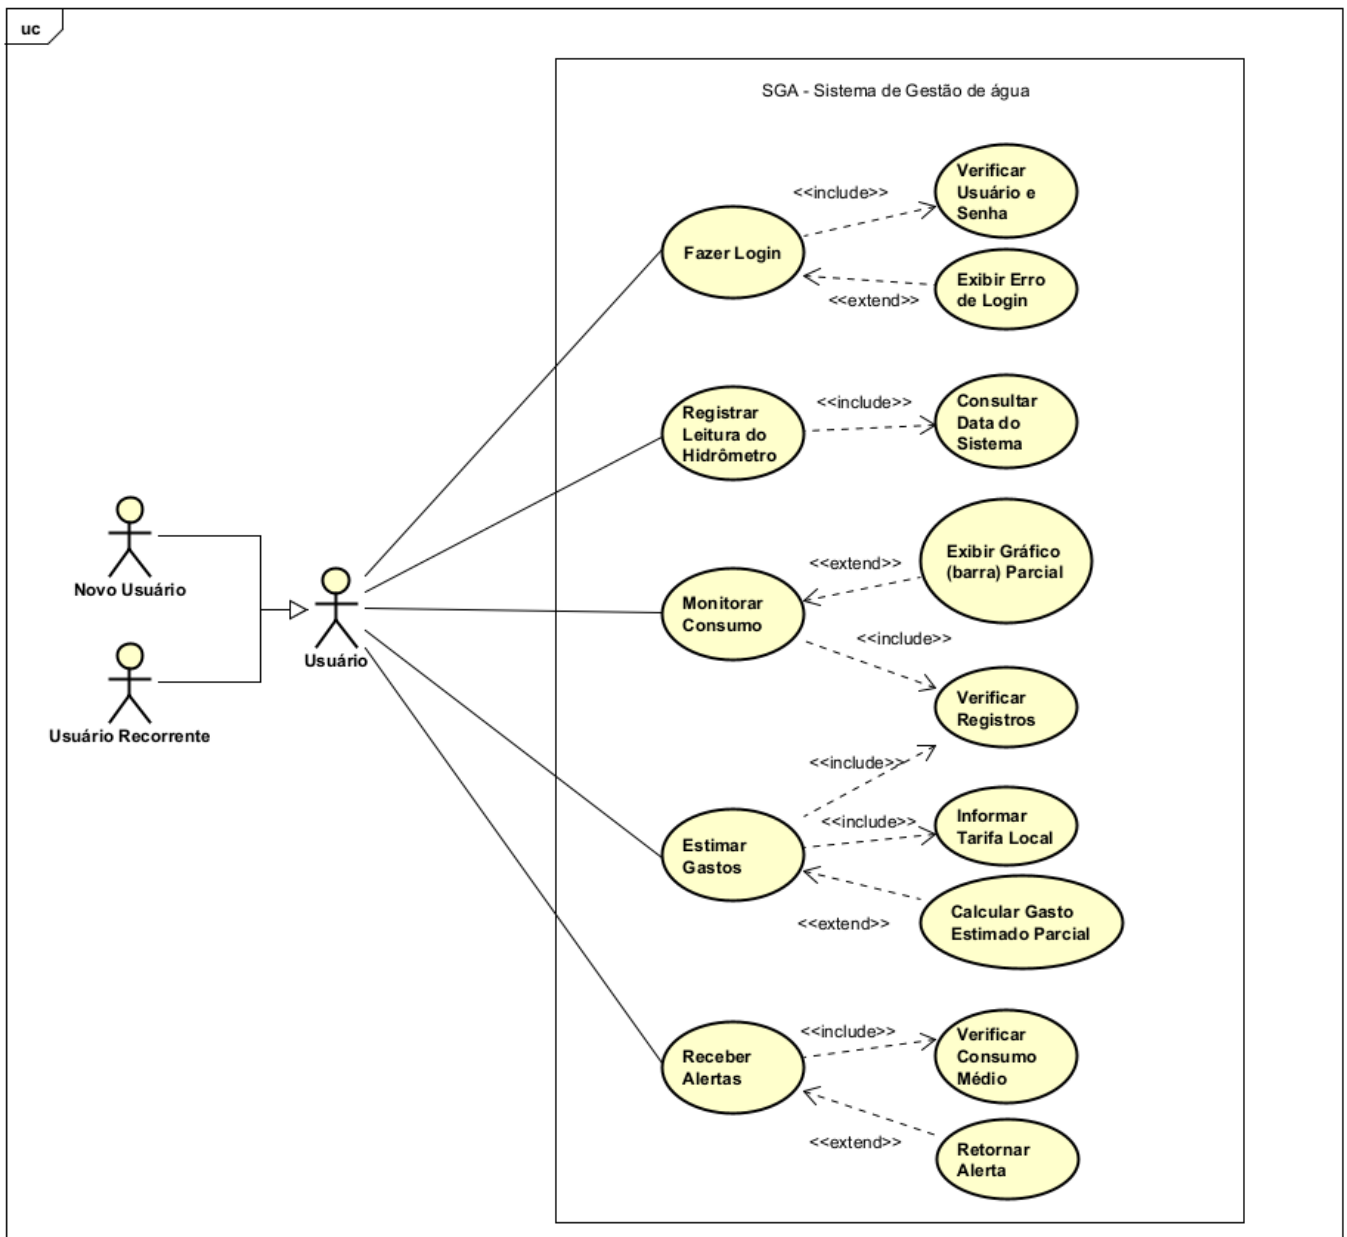 uc
SGA - Sistema de Gestão de água
<<include>>
Verificar
Usuário e
Senha
Fazer Login
<<extend>>
Exibir Erro
de Login
Registrar
Leitura do
Hidrômetro
<<include>>
Consultar
Data do
Sistema
Novo Usuário
Usuário Recorrente
Usuário
Monitorar
Consumo
<<extend>>
Exibir Gráfico
(barra) Parcial
<<include>>
Verificar
Registros
<<include>>
Estimar
Gastos
<<include>>
Informar
Tarifa Local
<<extend>>
Calcular Gasto
Estimado Parcial
Receber
Alertas
<<include>>
Verificar
Consumo
Médio
<<extend>>
Retornar
Alerta